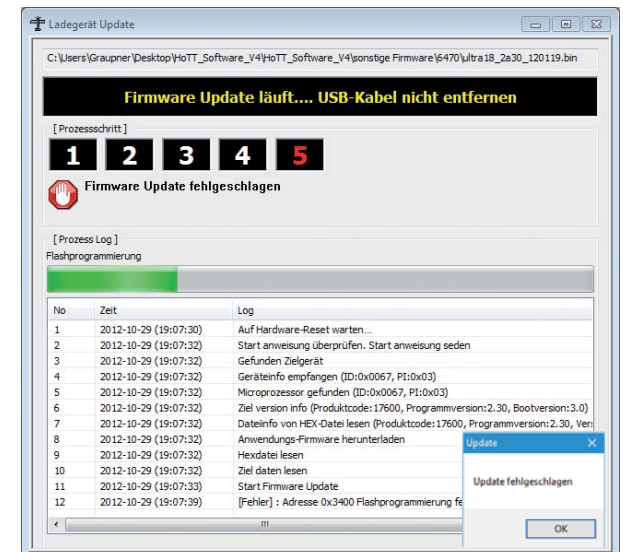 Ladegerät Update
C:\Users\Graupner\Desktop\HoTT_Software_V4\HoTT_Software_V4\sonstige Firmware\6470\ultra18_2a30_120119.bin
Firmware Update läuft.... USB-Kabel nicht entfernen
[ Prozessschritt ]
1 2 3 4 5
Firmware Update fehlgeschlagen
[ Prozess Log ]
Flashprogrammierung
No Zeit Log
1 2012-10-29 (19:07:30) Auf Hardware-Reset warten...
2 2012-10-29 (19:07:32) Start anweisung überprüfen. Start anweisung seden
3 2012-10-29 (19:07:32) Gefunden Zielgerät
4 2012-10-29 (19:07:32) Geräteinfo empfangen (ID:0x0067, PI:0x03)
5 2012-10-29 (19:07:32) Microprozessor gefunden (ID:0x0067, PI:0x03)
6 2012-10-29 (19:07:32) Ziel version info (Produktcode:17600, Programmversion:2.30, Bootversion:3.0)
7 2012-10-29 (19:07:32) Dateiinfo von HEX-Datei lesen (Produktcode:17600, Programmversion:2.30, Vers
8 2012-10-29 (19:07:32) Anwendungs-Firmware herunterladen
9 2012-10-29 (19:07:32) Hexdatei lesen
10 2012-10-29 (19:07:32) Ziel daten lesen
11 2012-10-29 (19:07:33) Start Firmware Update
12 2012-10-29 (19:07:39) [Fehler] : Adresse 0x3400 Flashprogrammierung fe
Update
Update fehlgeschlagen
OK